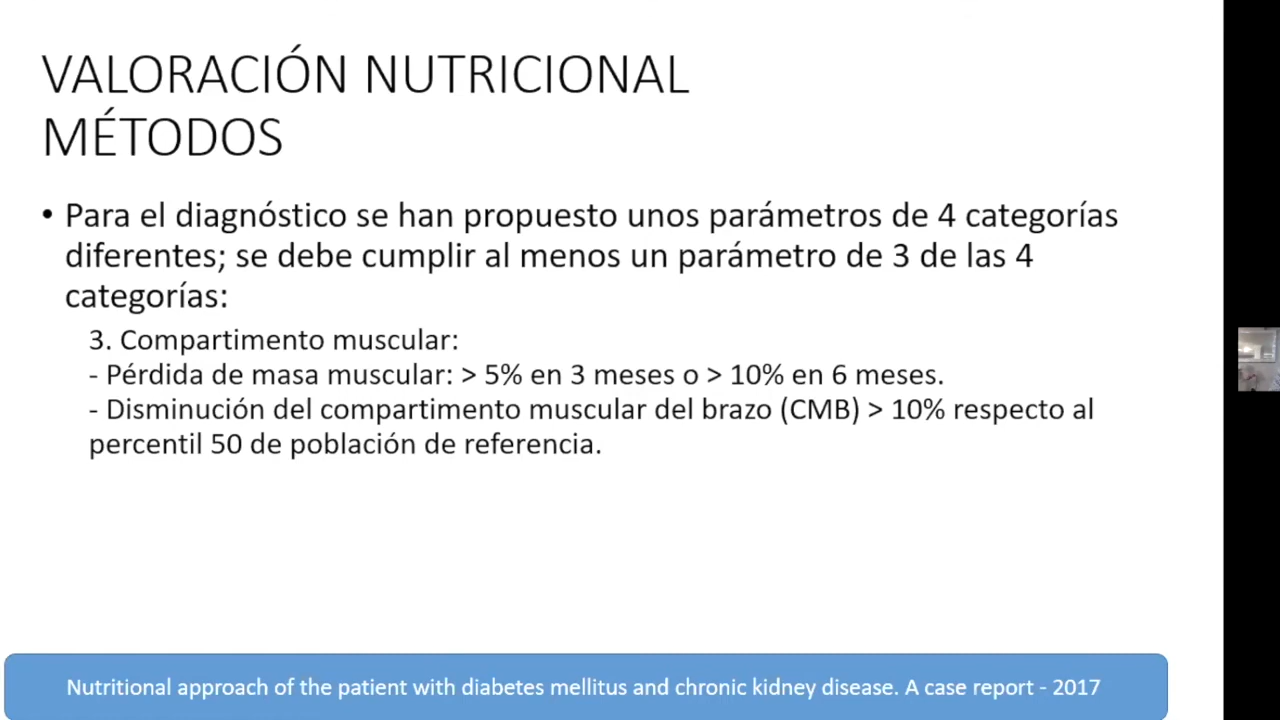 VALORACIÓN NUTRICIONAL
MÉTODOS
• Para el diagnóstico se han propuesto unos parámetros de 4 categorías
diferentes; se debe cumplir al menos un parámetro de 3 de las 4
categorías:
3. Compartimento muscular:
- Pérdida de masa muscular: > 5% en 3 meses o > 10% en 6 meses.
- Disminución del compartimento muscular del brazo (CMB) > 10% respecto al
percentil 50 de población de referencia.
Nutritional approach of the patient with diabetes mellitus and chronic kidney disease. A case report - 2017